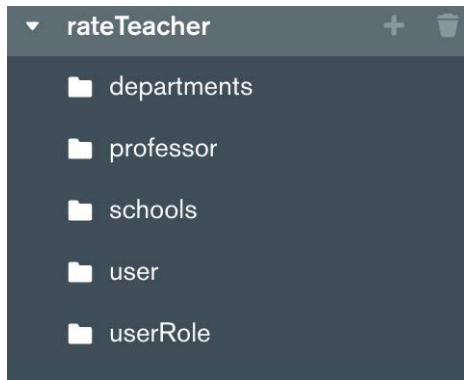 rateTeacher
departments
professor
schools
user
userRole